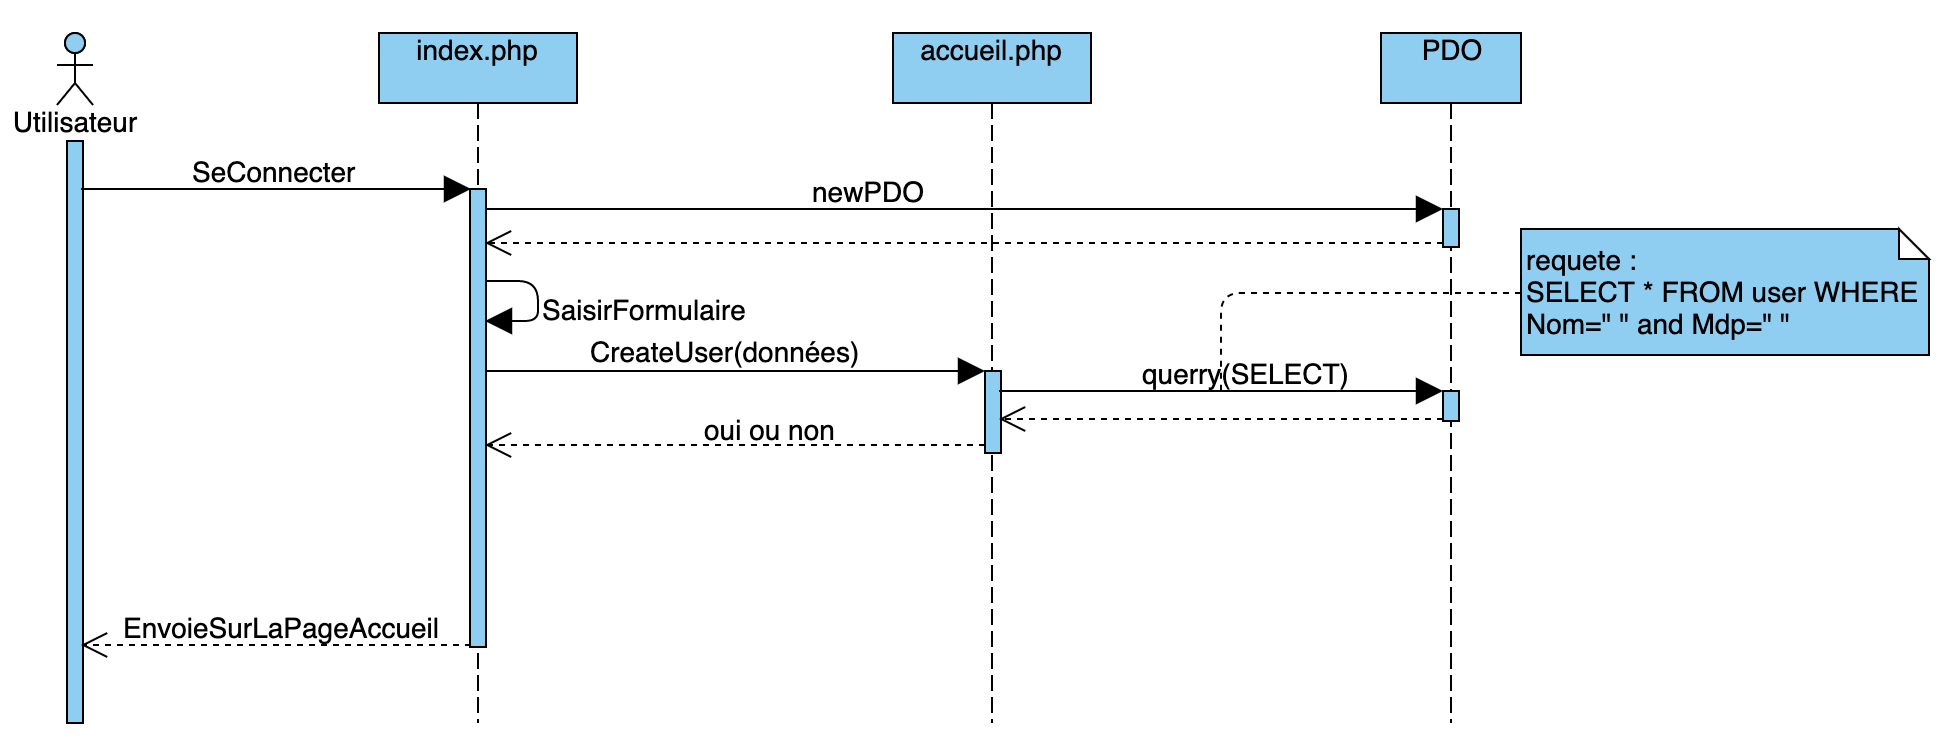 index.php
accueil.php
PDO
Utilisateur
SeConnecter
newPDO
requete :
SELECT * FROM user WHERE
Nom=" " and Mdp=" "
SaisirFormulaire
CreateUser(données)
querry(SELECT)
oui ou non
EnvoieSurLaPageAccueil